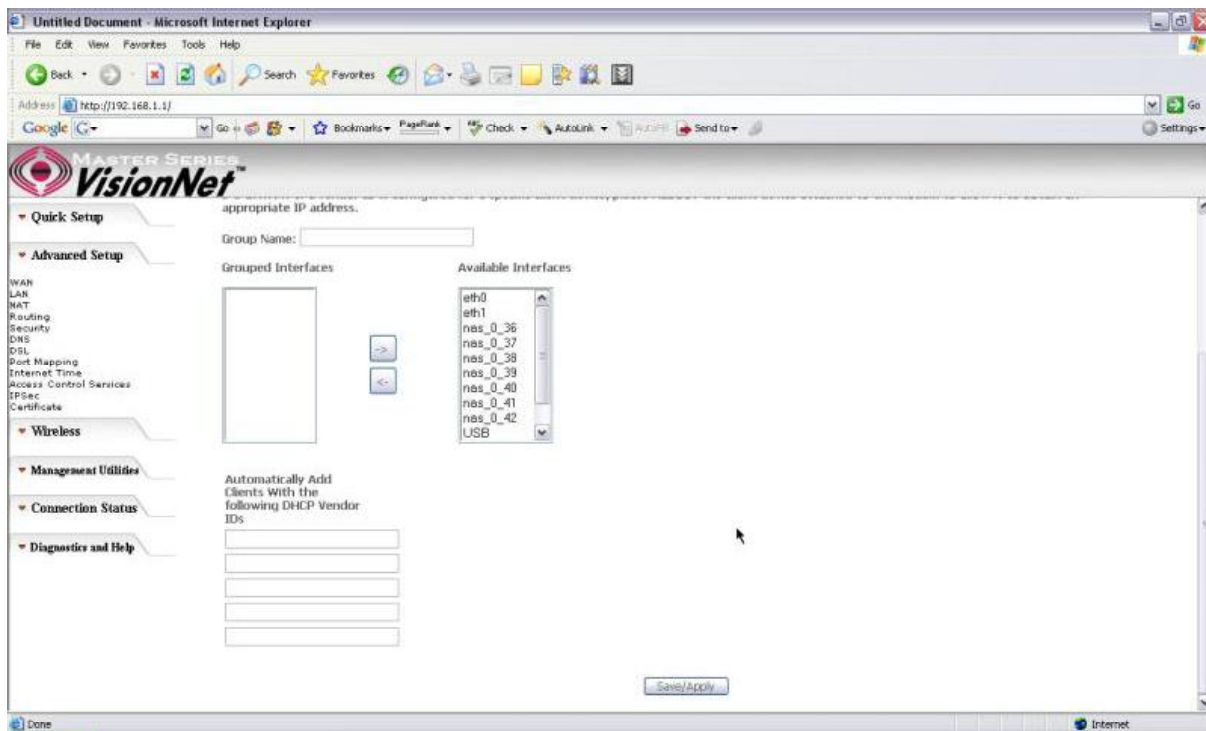 Untitled Document - Microsoft Internet Explorer
File Edit View Favorites Tools Help
Back Search Favorites
Address http://192.168.1.1/ Go
Google G Go Bookmarks PageRank Check AutoLink AutoFill Send to Settings
MASTER SERIES
VisionNet™
appropriate IP address.
Quick Setup
Group Name:
Advanced Setup
Grouped Interfaces Available Interfaces
WAN
LAN
NAT
Routing
Security
DNS
DSL
Port Mapping
Internet Time
Access Control Services
IPSec
Certificate
eth0
eth1
nas_0_36
nas_0_37
nas_0_38
nas_0_39
nas_0_40
nas_0_41
nas_0_42
USB
->
<-
Wireless
Management Utilities
Connection Status
Diagnostics and Help
Automatically Add
Clients With the
following DHCP Vendor
IDs
Save/Apply
Done Internet